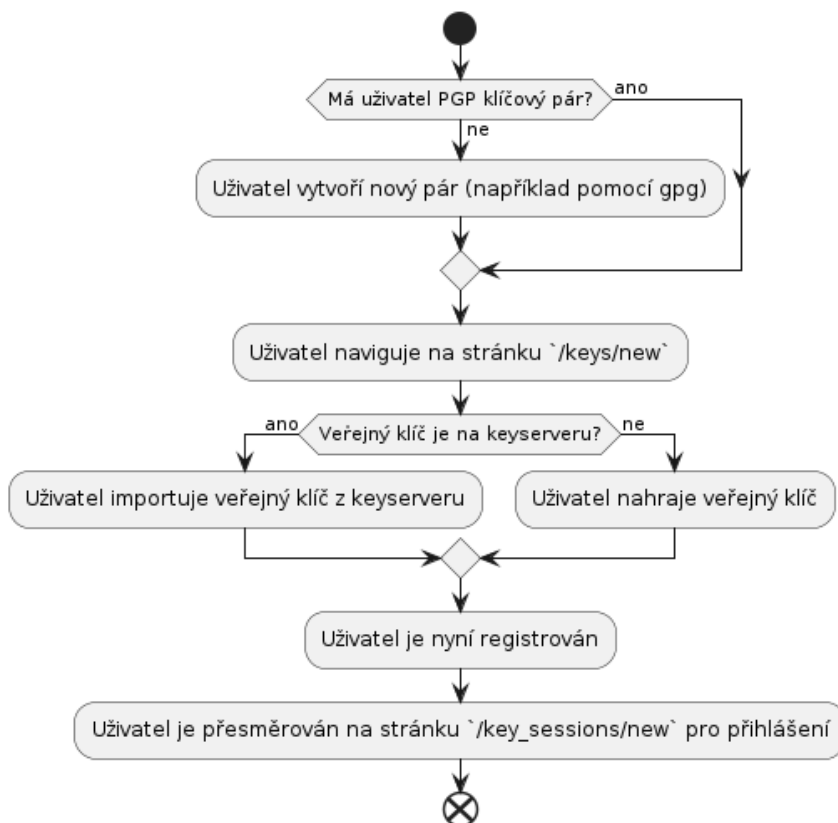 Má uživatel PGP klíčový pár?
ano
ne
Uživatel vytvoří nový pár (například pomocí gpg)
Uživatel naviguje na stránku `/keys/new`
ano
Veřejný klíč je na keyserveru?
ne
Uživatel importuje veřejný klíč z keyserveru
Uživatel nahraje veřejný klíč
Uživatel je nyní registrován
Uživatel je přesměrován na stránku `/key_sessions/new` pro přihlášení